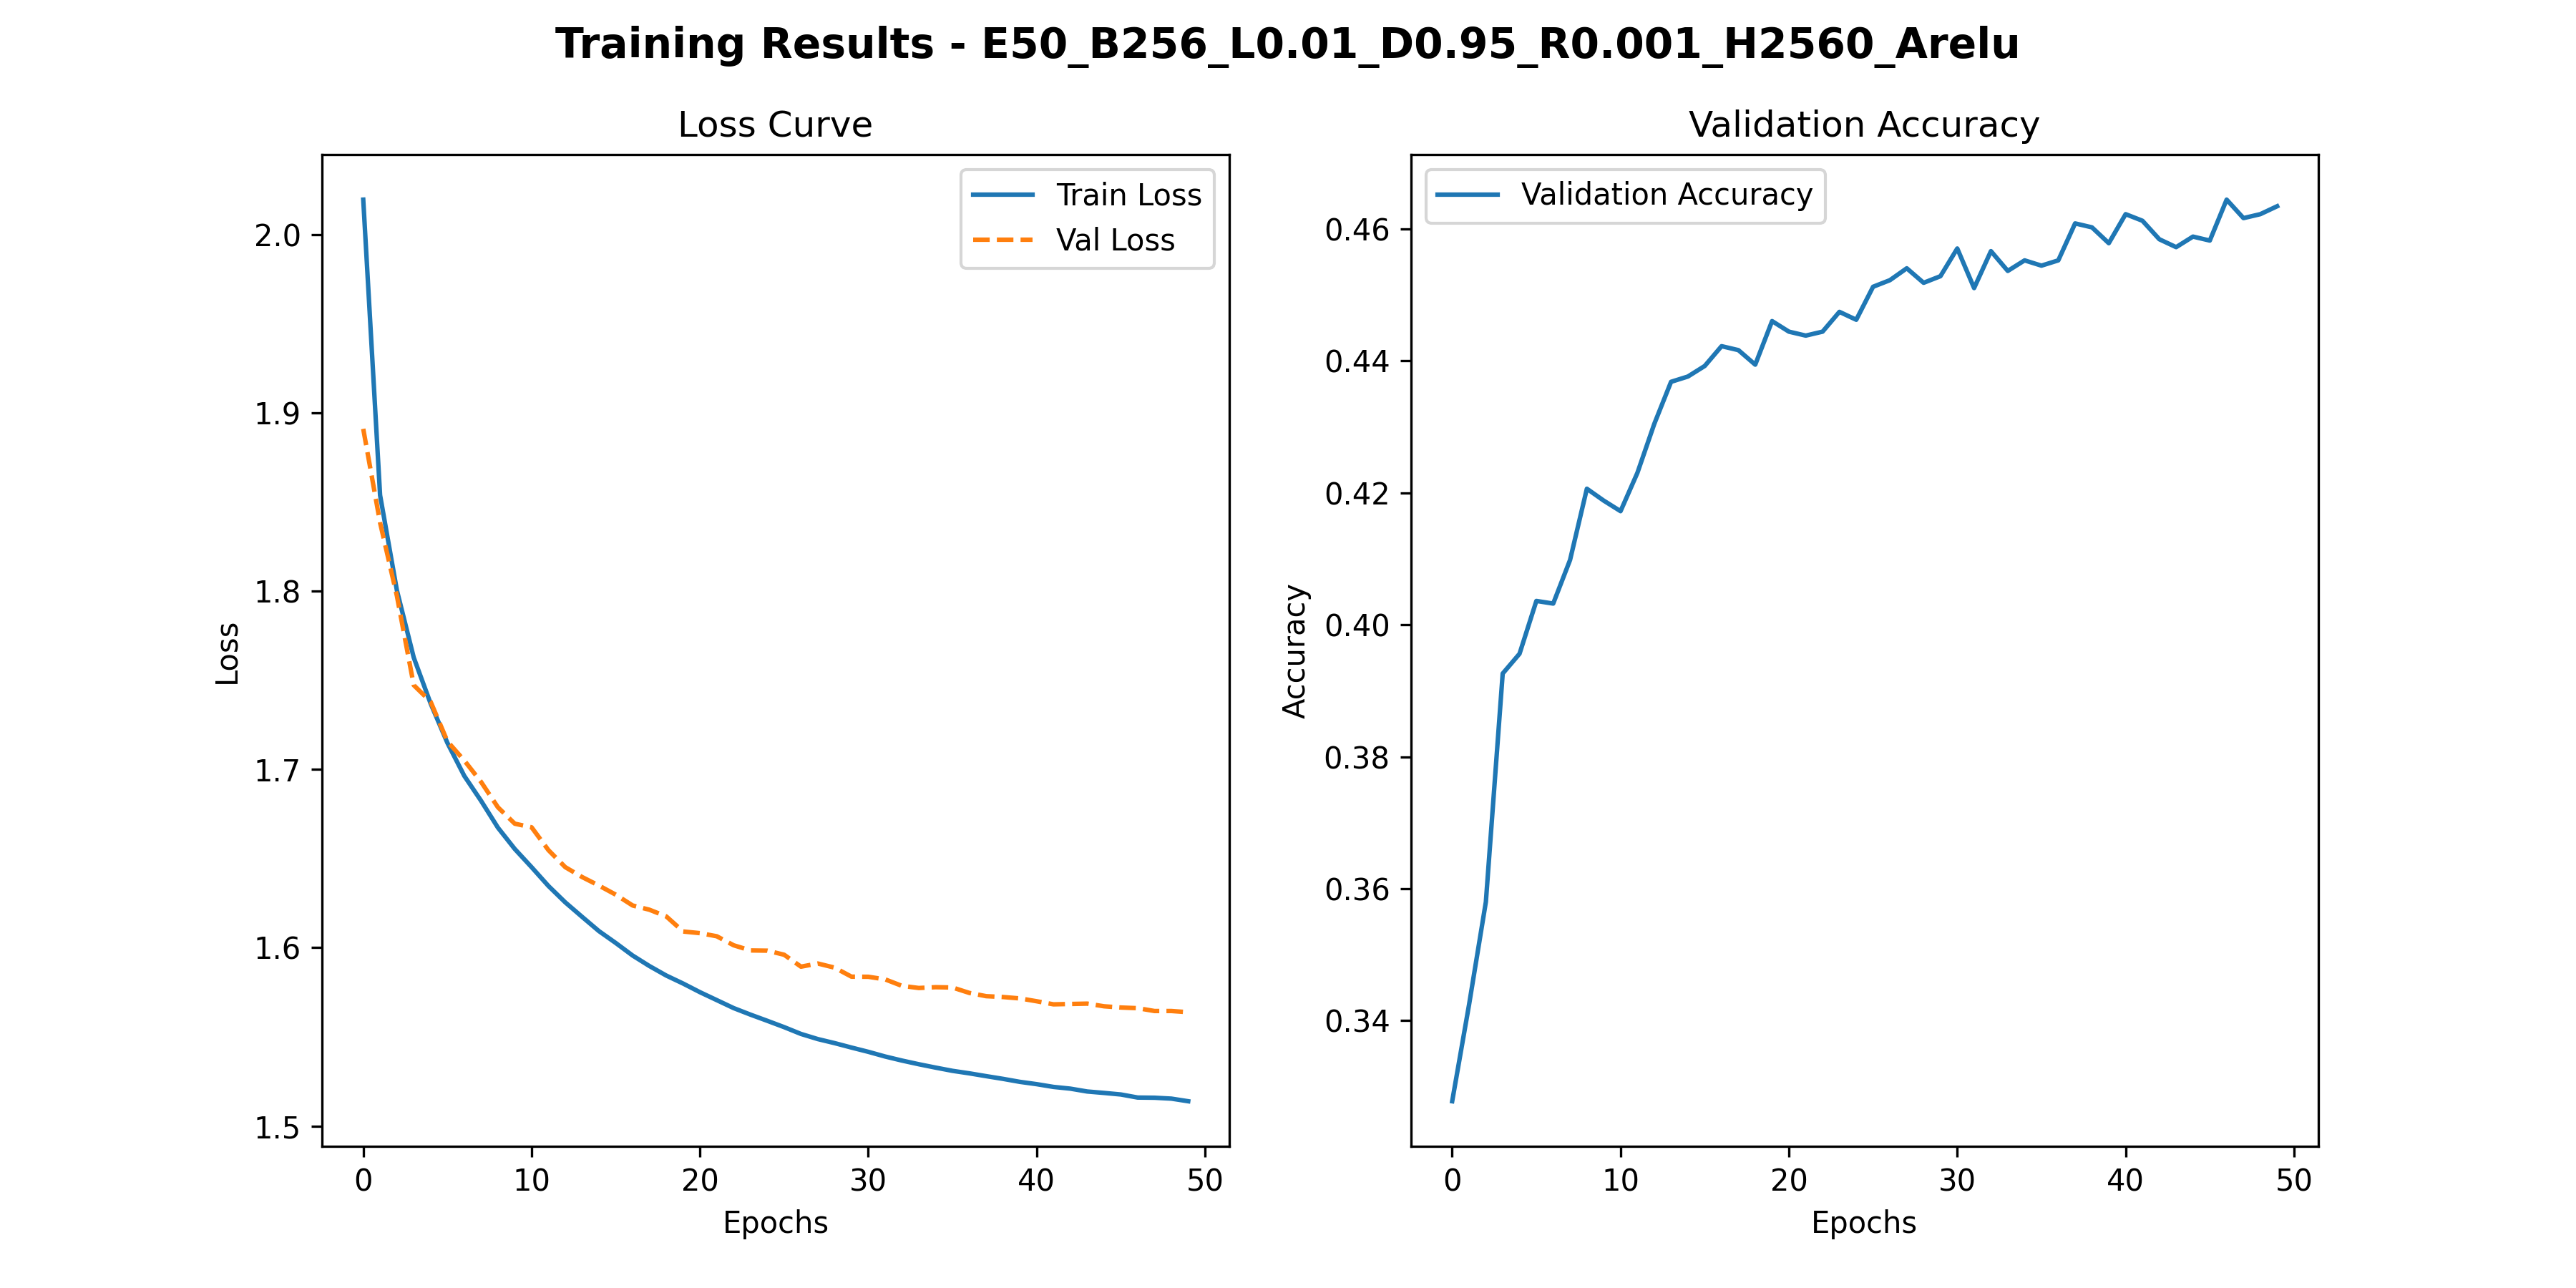 Training Results - E50_B256_L0.01_D0.95_R0.001_H2560_Arelu
Loss Curve
Train Loss
Val Loss
2.0
1.9
1.8
1.7
1.6
1.5
Loss
0 10 20 30 40 50
Epochs
Validation Accuracy
Validation Accuracy
0.46
0.44
0.42
0.40
0.38
0.36
0.34
Accuracy
0 10 20 30 40 50
Epochs